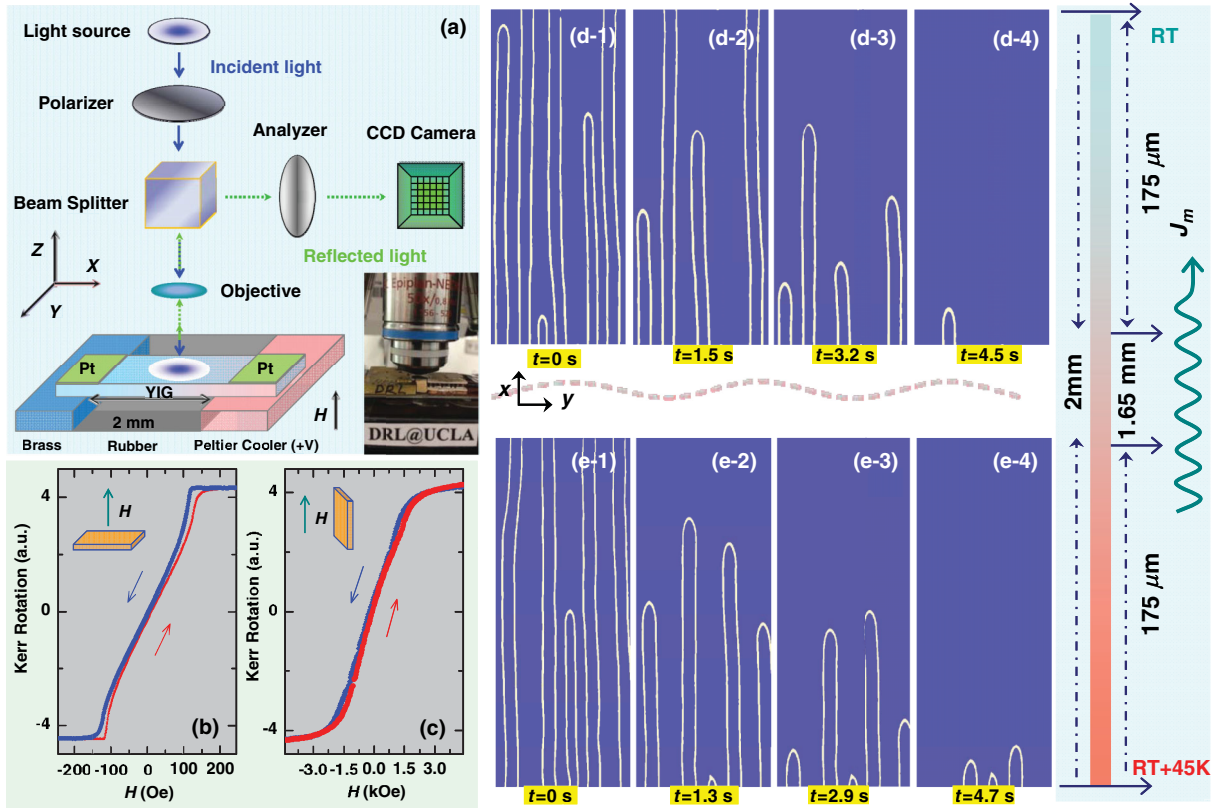 (a)
Light source
Incident light
Polarizer
Analyzer
CCD Camera
Beam Splitter
Reflected light
Z
X
Y
Objective
Pt
Pt
YIG
2 mm
H
Brass
Rubber
Peltier Cooler (+V)
Epiplan-NE
DRL
DRL@UCLA
Kerr Rotation (a.u.)
4
0
-4
H
(b)
-200 -100 0 100 200
H (Oe)
Kerr Rotation (a.u.)
4
0
-4
H
(c)
-3.0 -1.5 0.0 1.5 3.0
H (kOe)
(d-1)
(d-2)
(d-3)
(d-4)
t=0 s
t=1.5 s
t=3.2 s
t=4.5 s
x
y
(e-1)
(e-2)
(e-3)
(e-4)
t=0 s
t=1.3 s
t=2.9 s
t=4.7 s
RT
175 μm
Jm
2mm
1.65 mm
175 μm
RT+45K